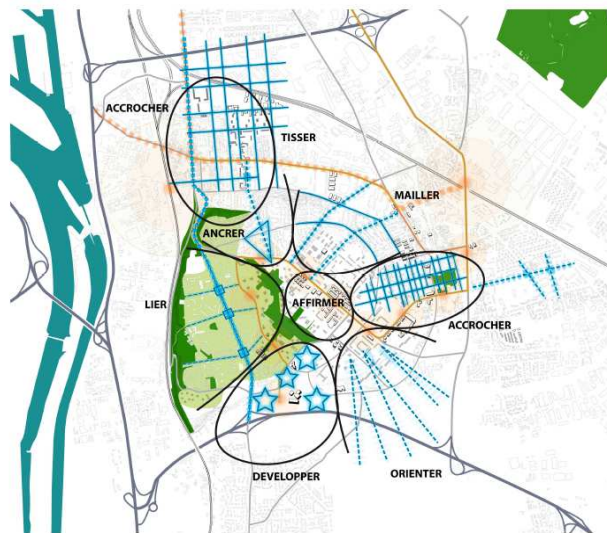 ACCROCHER
TISSER
MAILLER
ANCRER
LIER
AFFIRMER
ACCROCHER
DEVELOPPER
ORIENTER